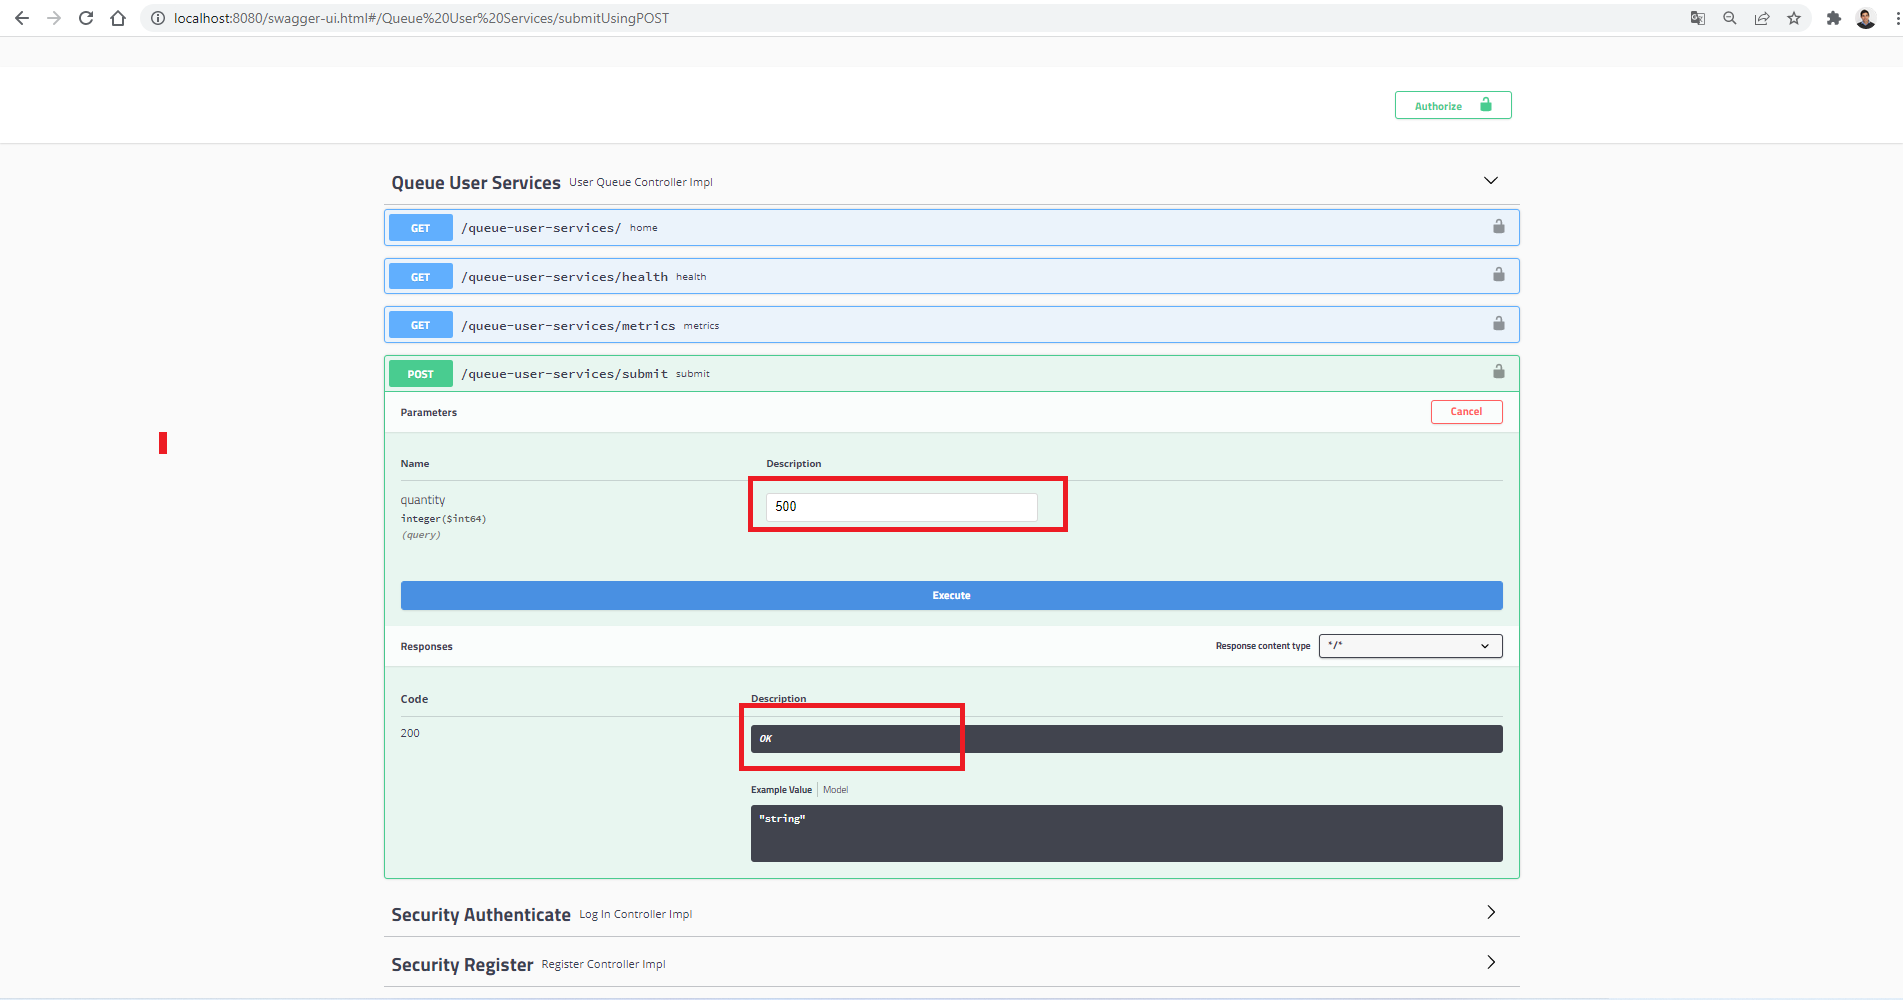 localhost:8080/swagger-ui.html#/Queue%20User%20Services/submitUsingPOST
Authorize
Queue User Services User Queue Controller Impl
GET /queue-user-services/ home
GET /queue-user-services/health health
GET /queue-user-services/metrics metrics
POST /queue-user-services/submit submit
Parameters Cancel
Name Description
quantity
integer($int64)
(query)
500
Execute
Responses Response content type */*
Code Description
200 OK
Example Value Model
"string"
Security Authenticate Log In Controller Impl
Security Register Register Controller Impl